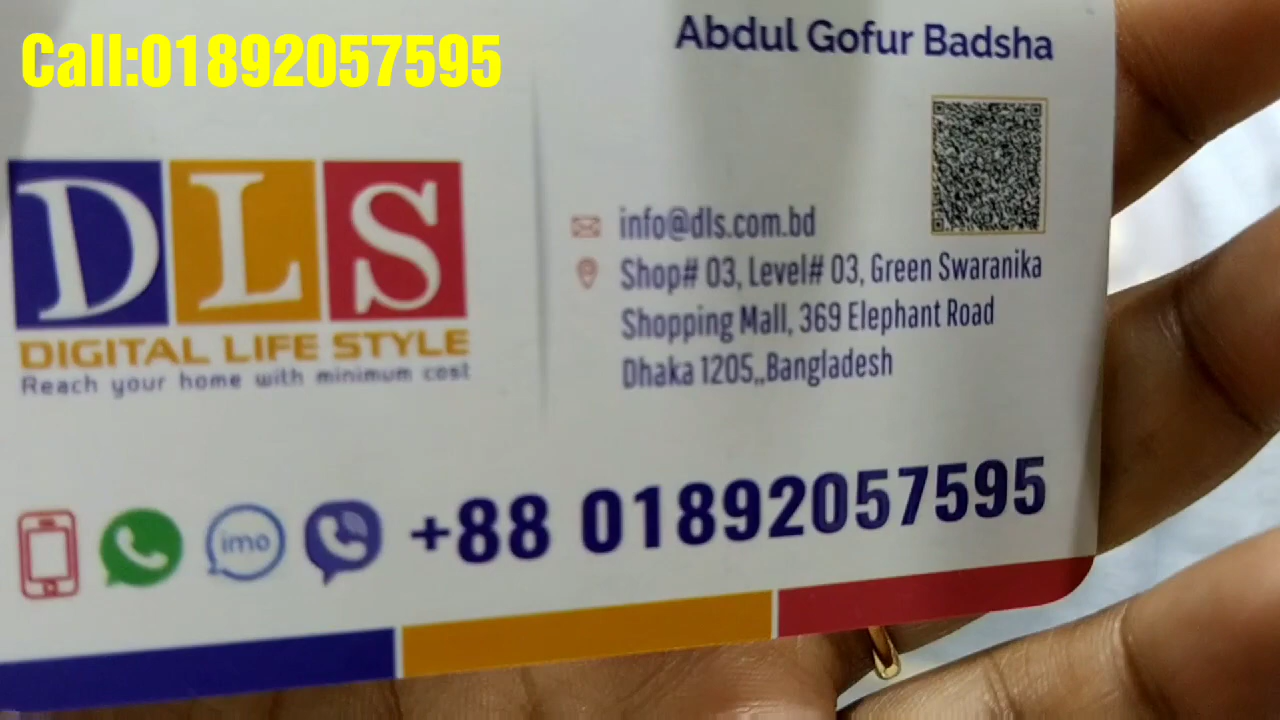 Call:01892057595
Abdul Gofur Badsha
DLS
DIGITAL LIFE STYLE
Reach your home with minimum cost
info@dls.com.bd
Shop# 03, Level# 03, Green Swaranika
Shopping Mall, 369 Elephant Road
Dhaka 1205,,Bangladesh
imo
+88 01892057595